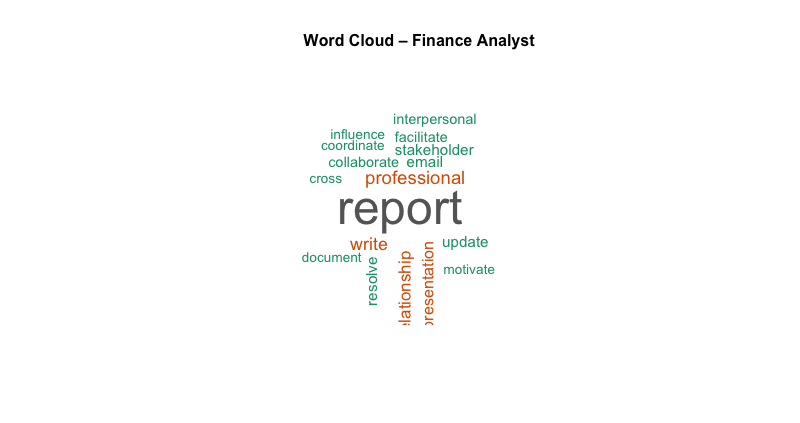 Word Cloud – Finance Analyst
interpersonal
influence
facilitate
coordinate
stakeholder
collaborate
email
cross
professional
report
write
update
document
resolve
elationship
presentation
motivate